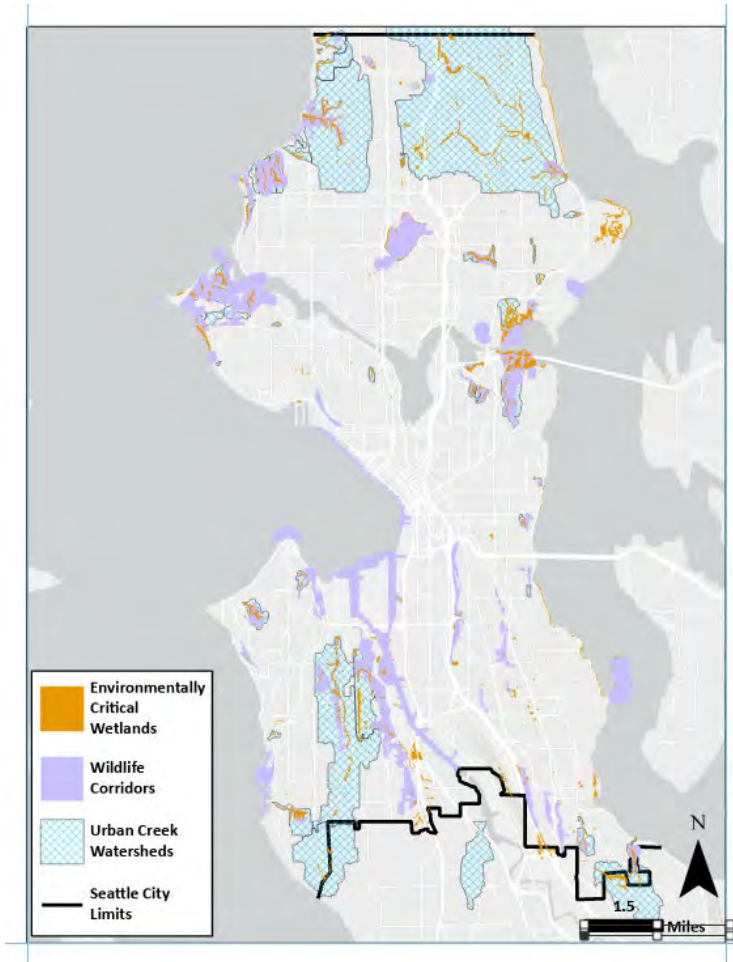 Environmentally
Critical
Wetlands
Wildlife
Corridors
Urban Creek
Watersheds
Seattle City
Limits
N
1.5
Miles